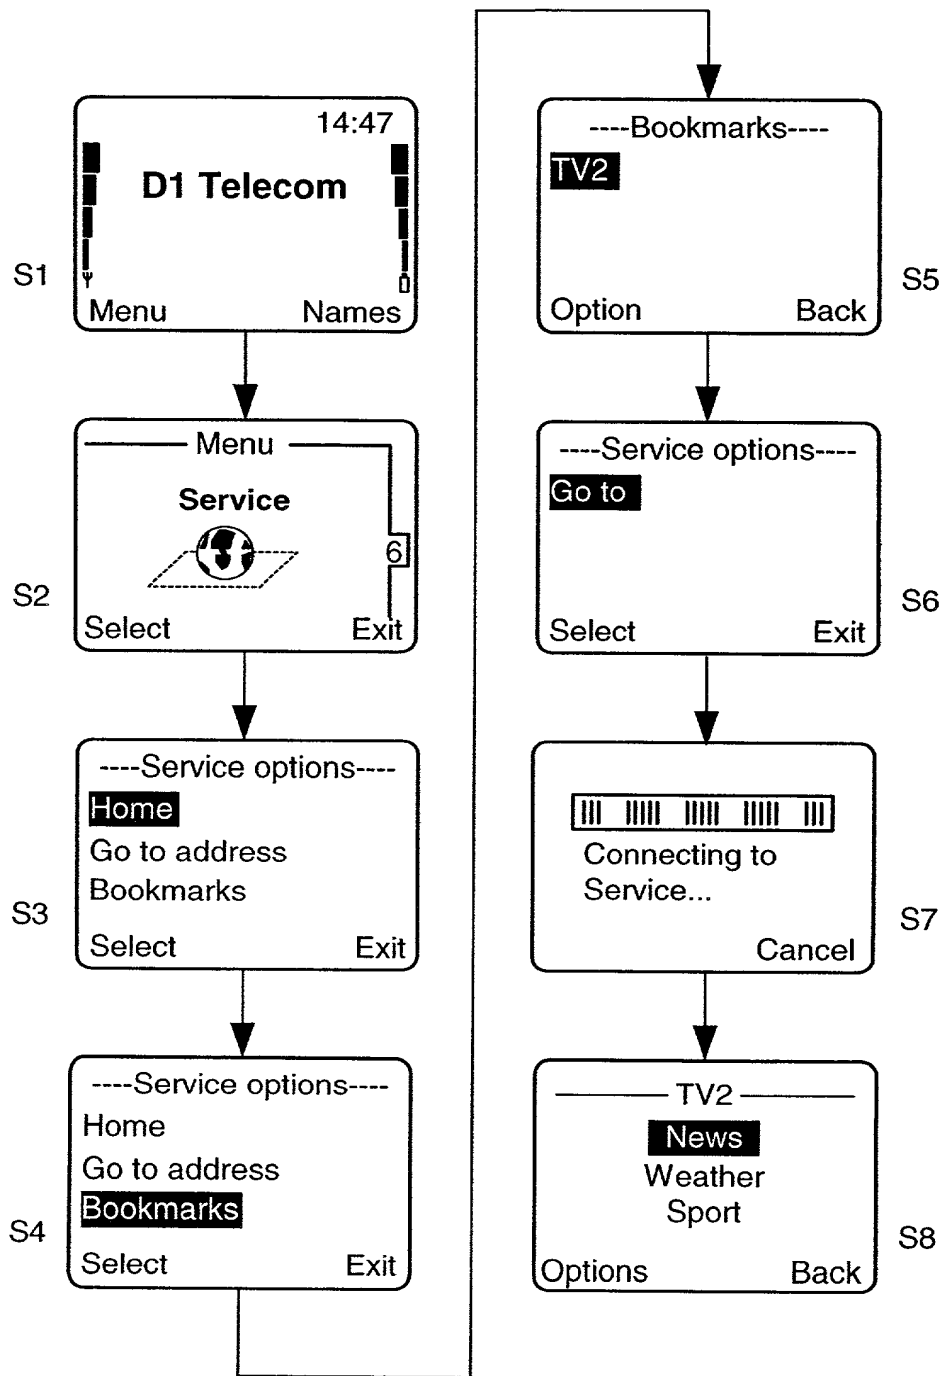 14:47
D1 Telecom
S1
Menu Names
Menu
Service
6
S2
Select Exit
----Service options----
Home
Go to address
Bookmarks
S3
Select Exit
----Service options----
Home
Go to address
Bookmarks
S4
Select Exit
----Bookmarks----
TV2
S5
Option Back
----Service options----
Go to
S6
Select Exit
Connecting to
Service...
S7
Cancel
TV2
News
Weather
Sport
S8
Options Back